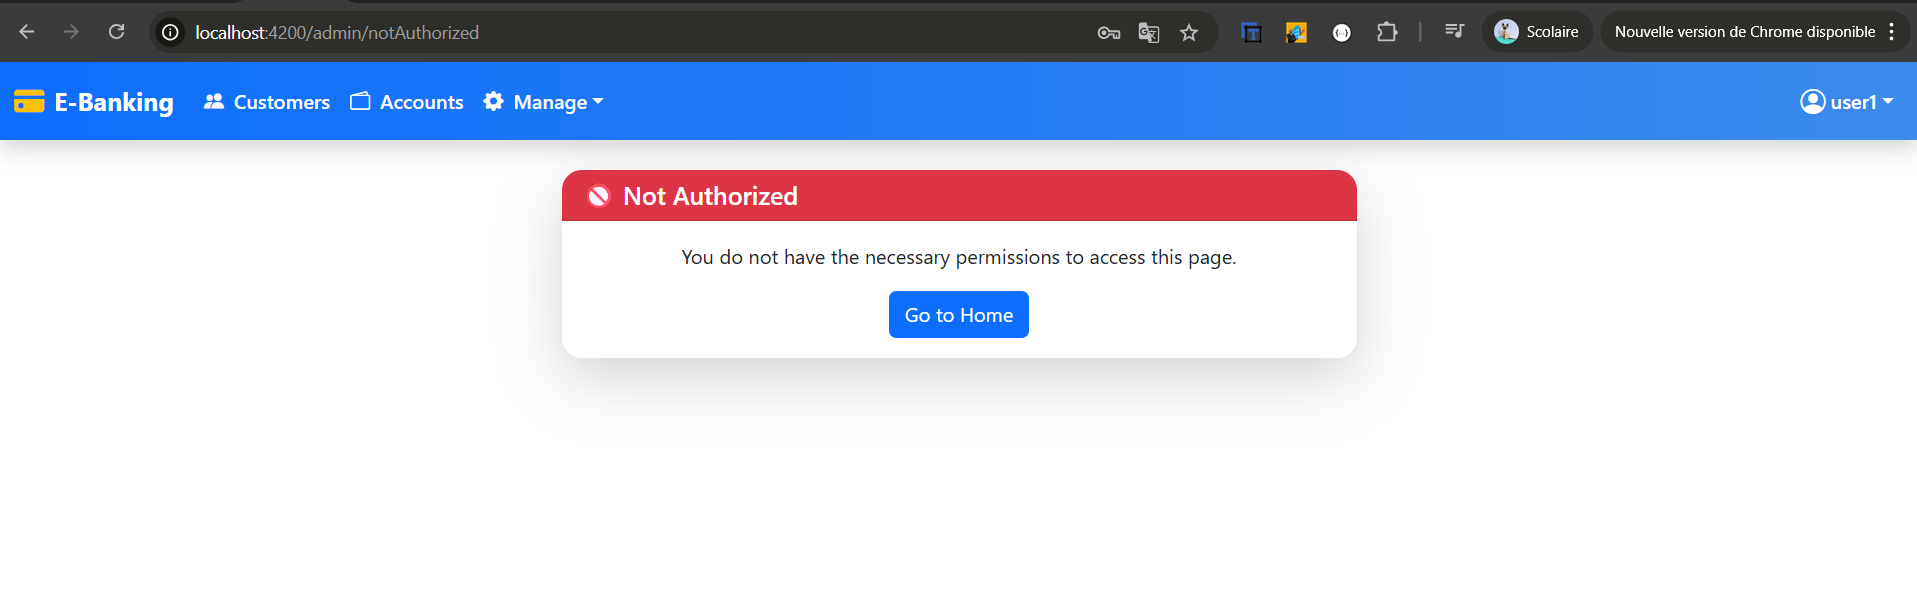 localhost:4200/admin/notAuthorized
Scolaire
Nouvelle version de Chrome disponible
E-Banking
Customers
Accounts
Manage
user1
Not Authorized
You do not have the necessary permissions to access this page.
Go to Home